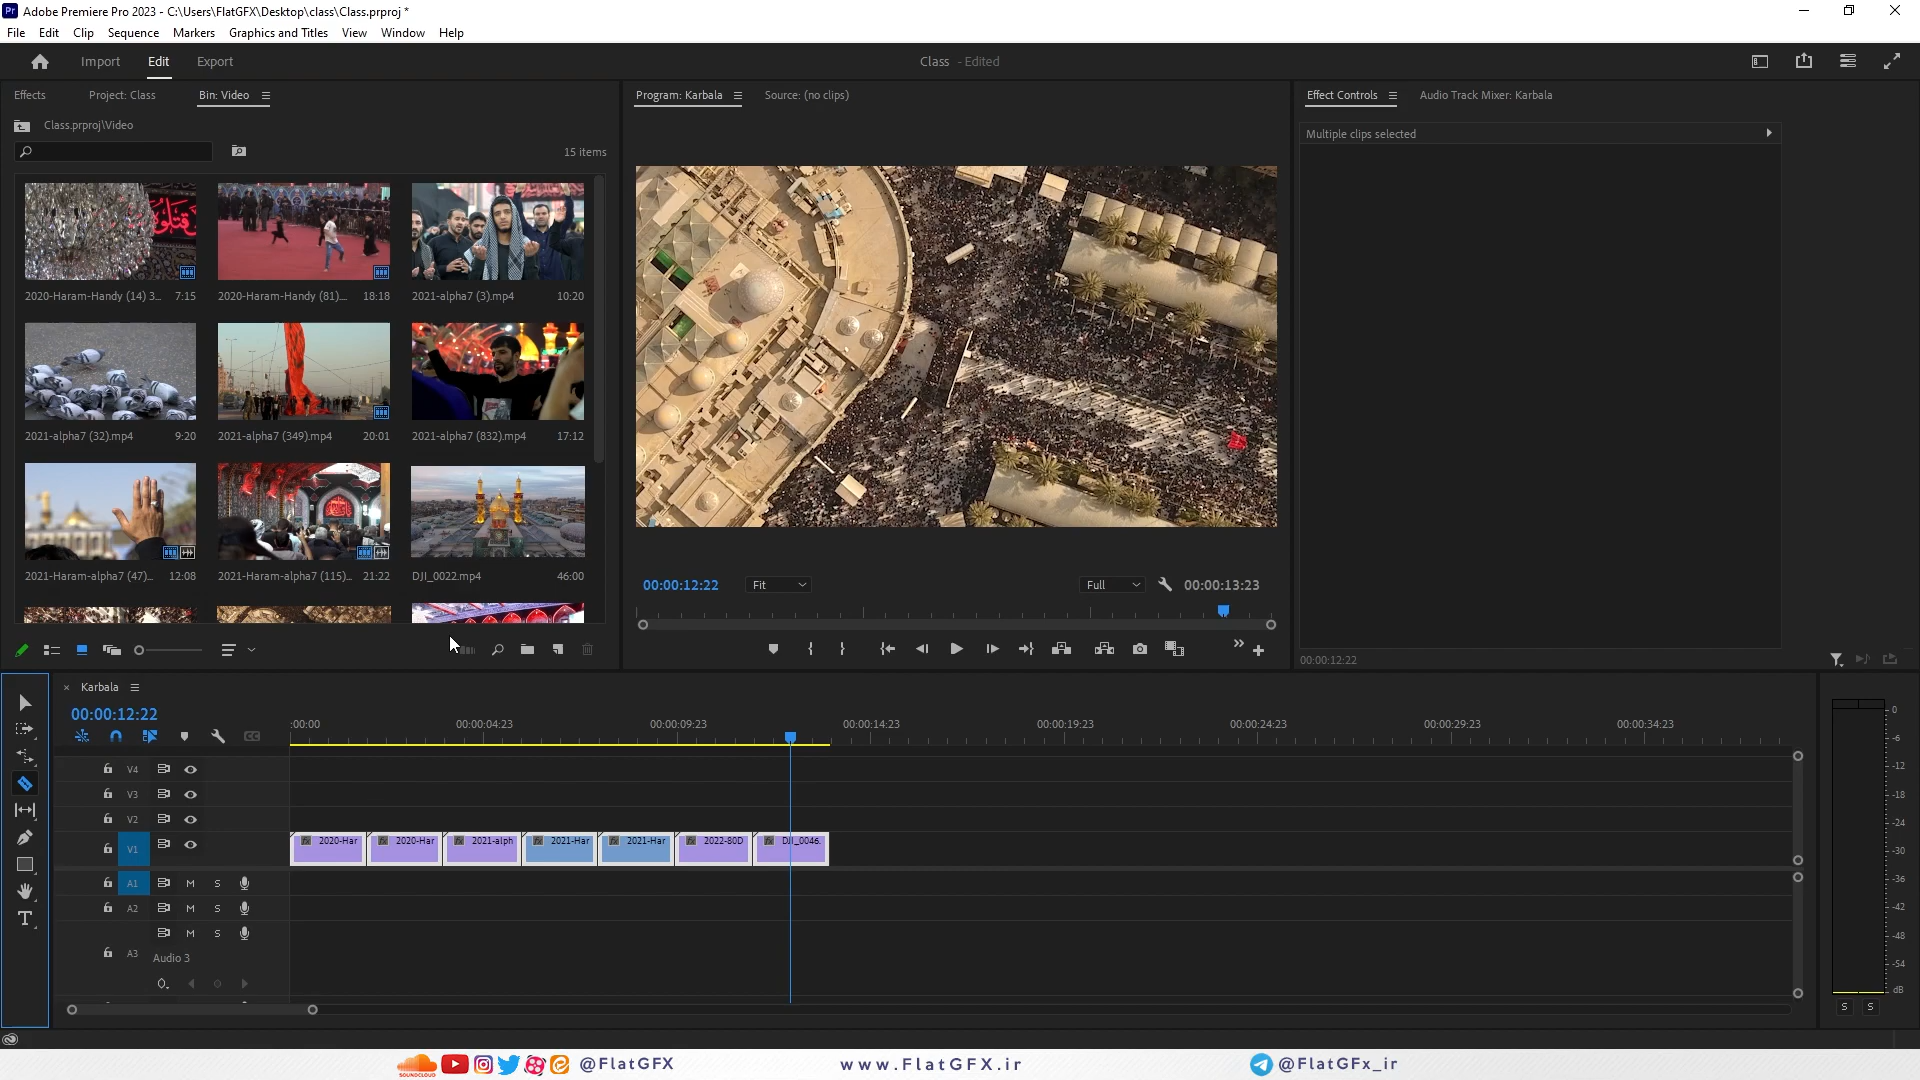 Adobe Premiere Pro 2023 - C:\Users\FlatGFX\Desktop\class\Class.prproj *
File Edit Clip Sequence Markers Graphics and Titles View Window Help
Import Edit Export
Class - Edited
Effects Project: Class Bin: Video
Class.prproj\Video
15 items
2020-Haram-Handy (14) 3... 7:15
2020-Haram-Handy (81)... 18:18
2021-alpha7 (3).mp4 10:20
2021-alpha7 (32).mp4 9:20
2021-alpha7 (349).mp4 20:01
2021-alpha7 (832).mp4 17:12
2021-Haram-alpha7 (47)... 12:08
2021-Haram-alpha7 (115)... 21:22
DJI_0022.mp4 46:00
Program: Karbala Source: (no clips)
00:00:12:22 Fit Full 00:00:13:23
Effect Controls Audio Track Mixer: Karbala
Multiple clips selected
00:00:12:22
× Karbala
00:00:12:22
:00:00 00:00:04:23 00:00:09:23 00:00:14:23 00:00:19:23 00:00:24:23 00:00:29:23 00:00:34:23
V4
V3
V2
V1
2020-Har 2020-Har 2021-alph 2021-Har 2021-Har 2022-80D DJI_0046.
A1 M S
A2 M S
M S
A3
Audio 3
0
-6
-12
-18
-24
-30
-36
-42
-48
-54
dB
S S
SOUNDCLOUD @FlatGFX www.FlatGFX.ir @FlatGFx_ir